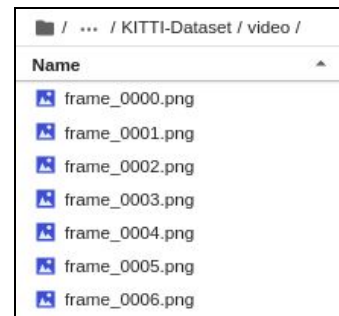 / ... / KITTI-Dataset / video /
Name
frame_0000.png
frame_0001.png
frame_0002.png
frame_0003.png
frame_0004.png
frame_0005.png
frame_0006.png